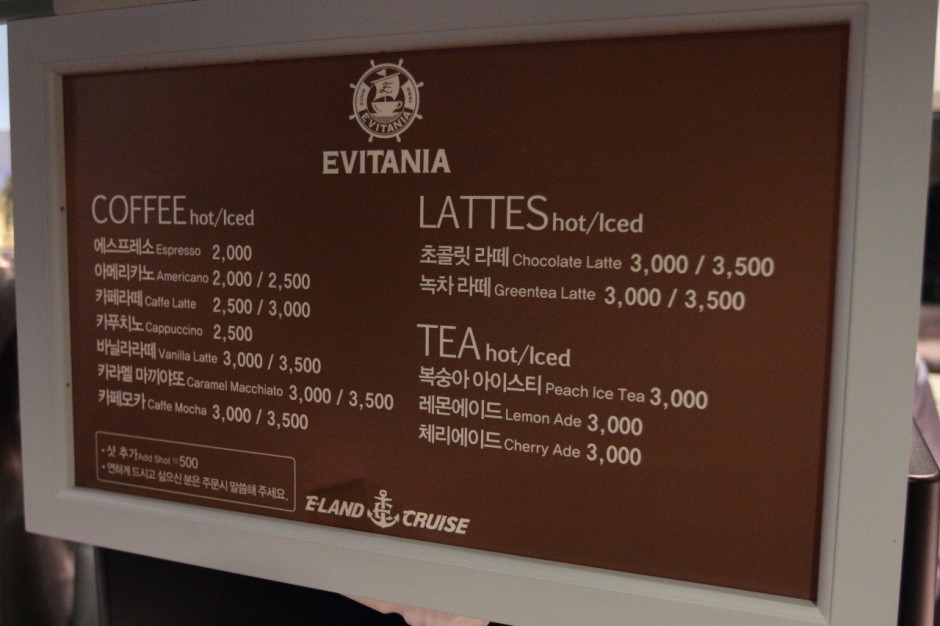 EVITANIA
EVITANIA
COFFEE hot/Iced
에스프레소 Espresso 2,000
아메리카노 Americano 2,000 / 2,500
카페라떼 Caffe Latte 2,500 / 3,000
카푸치노 Cappuccino 2,500
바닐라라떼 Vanilla Latte 3,000 / 3,500
카라멜 마끼야또 Caramel Macchiato 3,000 / 3,500
카페모카 Caffe Mocha 3,000 / 3,500
• 샷 추가 Add Shot ₩500
• 연하게 드시고 싶으신 분은 주문시 말씀해 주세요.
LATTES hot/Iced
초콜릿 라떼 Chocolate Latte 3,000 / 3,500
녹차 라떼 Greentea Latte 3,000 / 3,500
TEA hot/Iced
복숭아 아이스티 Peach Ice Tea 3,000
레몬에이드 Lemon Ade 3,000
체리에이드 Cherry Ade 3,000
E·LAND CRUISE